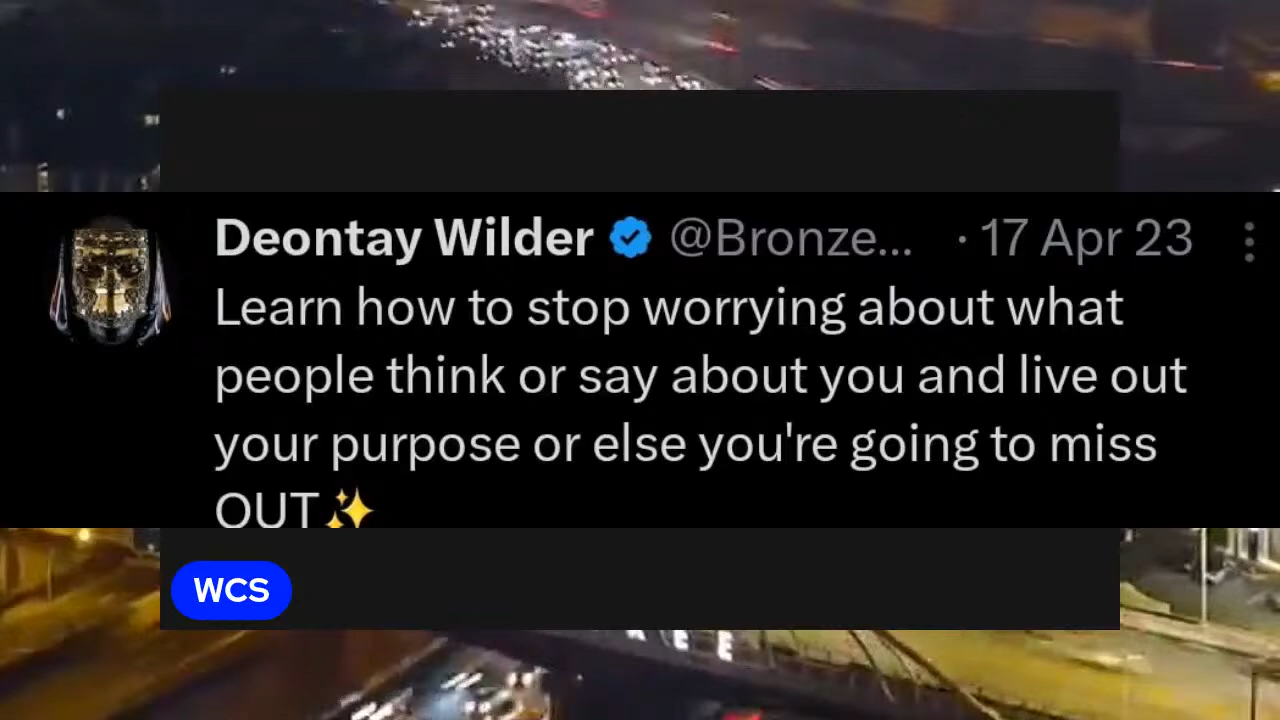 Deontay Wilder @Bronze... · 17 Apr 23
Learn how to stop worrying about what
people think or say about you and live out
your purpose or else you're going to miss
OUT✨
WCS